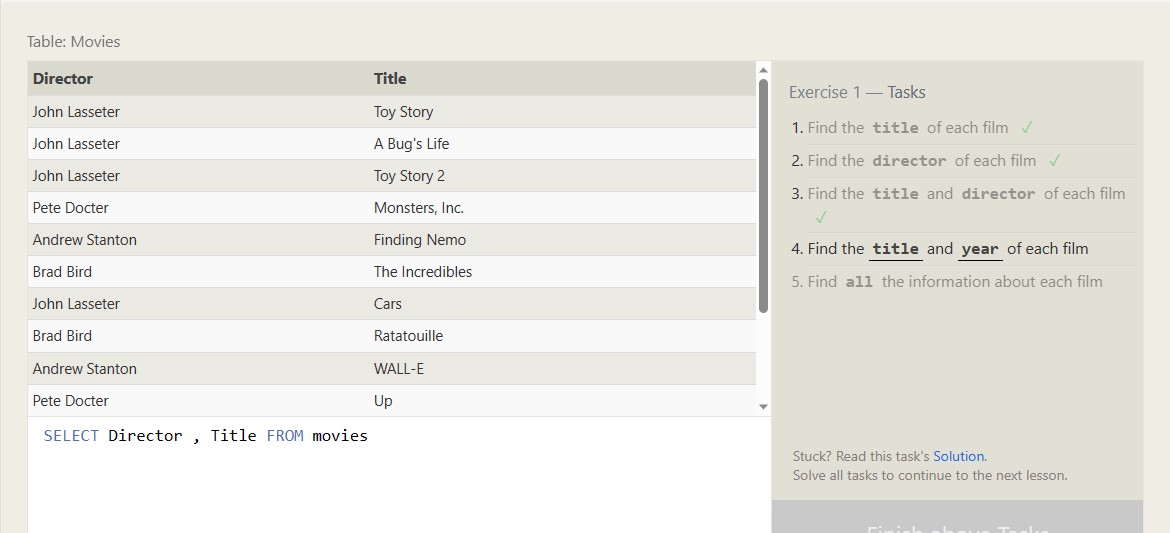 Table: Movies
Director Title
John Lasseter Toy Story
John Lasseter A Bug's Life
John Lasseter Toy Story 2
Pete Docter Monsters, Inc.
Andrew Stanton Finding Nemo
Brad Bird The Incredibles
John Lasseter Cars
Brad Bird Ratatouille
Andrew Stanton WALL-E
Pete Docter Up
SELECT Director , Title FROM movies
Exercise 1 — Tasks
1. Find the title of each film ✓
2. Find the director of each film ✓
3. Find the title and director of each film
✓
4. Find the title and year of each film
5. Find all the information about each film
Stuck? Read this task's Solution.
Solve all tasks to continue to the next lesson.
Finish above Tasks